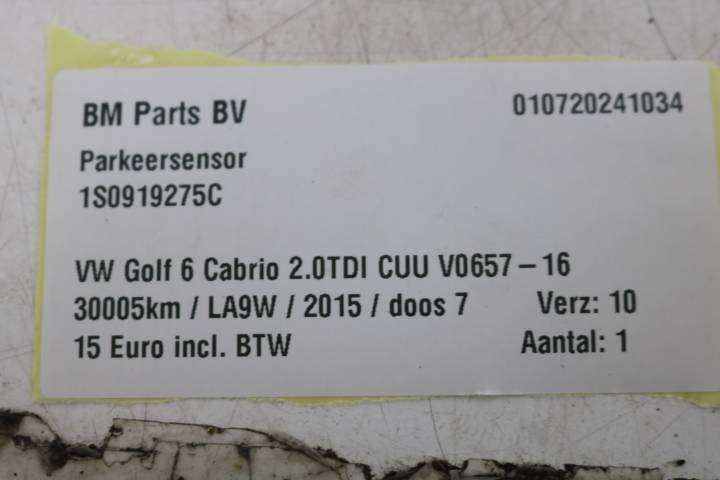 BM Parts BV 010720241034
Parkeersensor
1S0919275C
VW Golf 6 Cabrio 2.0TDI CUU V0657-16
30005km / LA9W / 2015 / doos 7 Verz: 10
15 Euro incl. BTW Aantal: 1